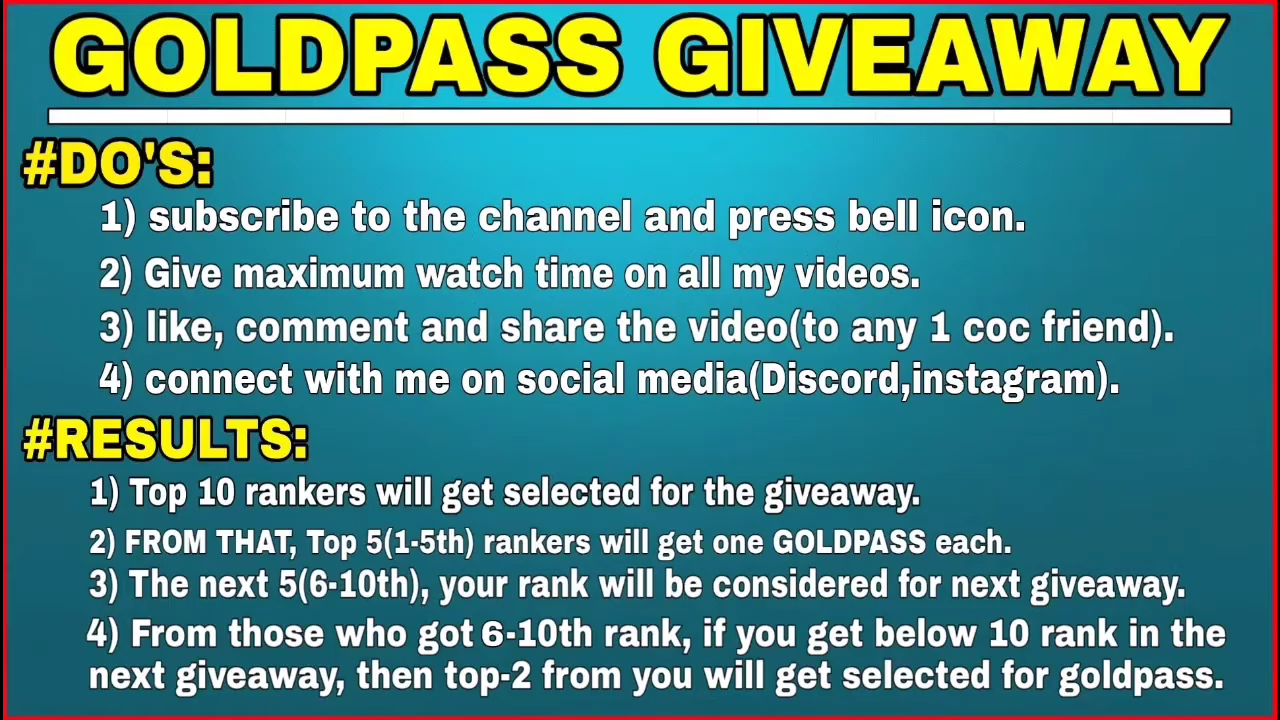 GOLDPASS GIVEAWAY
#DO'S:
1) subscribe to the channel and press bell icon.
2) Give maximum watch time on all my videos.
3) like, comment and share the video(to any 1 coc friend).
4) connect with me on social media(Discord,instagram).
#RESULTS:
1) Top 10 rankers will get selected for the giveaway.
2) FROM THAT, Top 5(1-5th) rankers will get one GOLDPASS each.
3) The next 5(6-10th), your rank will be considered for next giveaway.
4) From those who got 6-10th rank, if you get below 10 rank in the
next giveaway, then top-2 from you will get selected for goldpass.